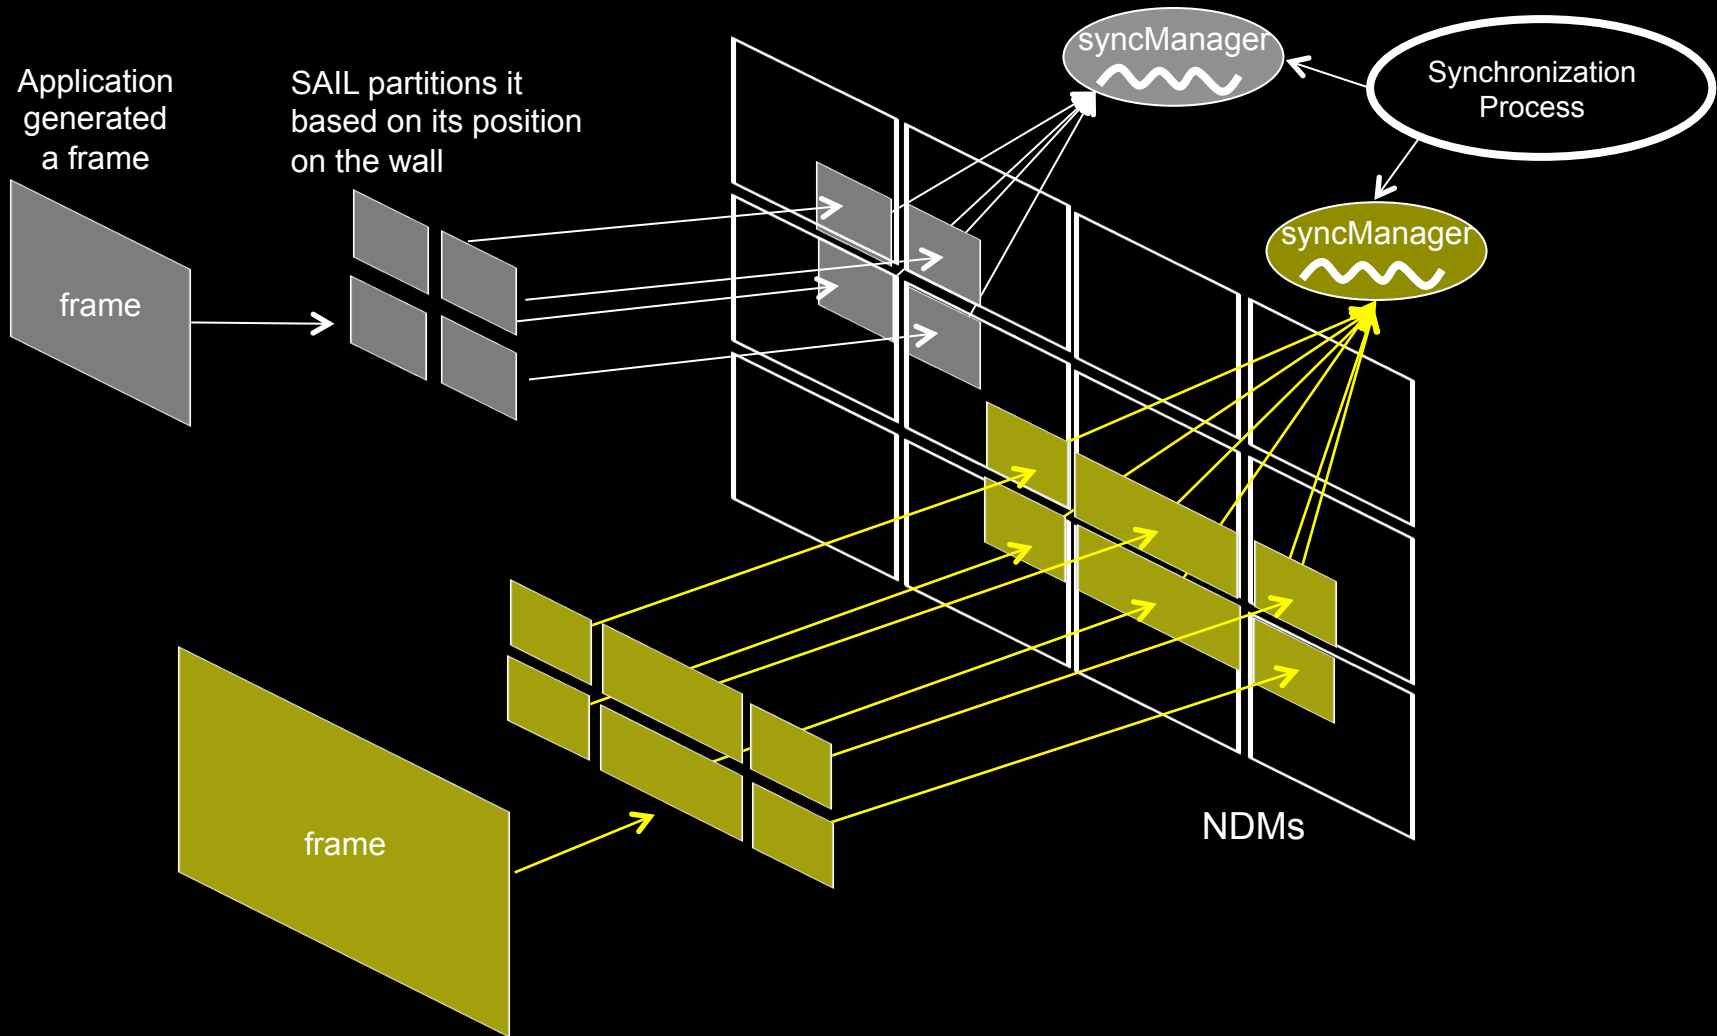 Application
generated
a frame
SAIL partitions it
based on its position
on the wall
syncManager
Synchronization
Process
syncManager
frame
frame
NDMs